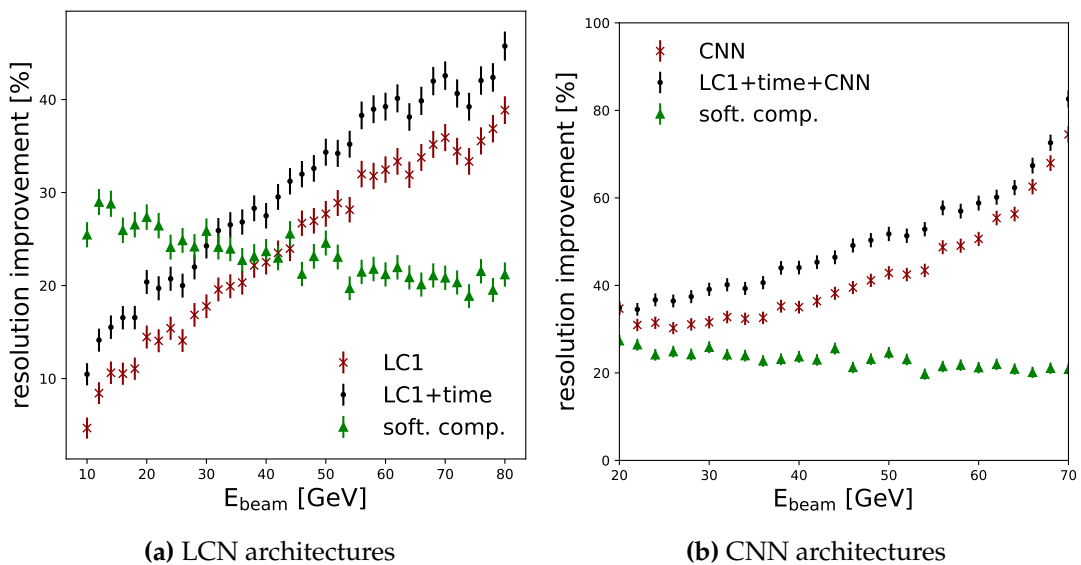 resolution improvement [%]
40
30
20
10
LC1
LC1+time
soft. comp.
10 20 30 40 50 60 70 80
E_beam [GeV]
(a) LCN architectures
resolution improvement [%]
100
80
60
40
20
0
CNN
LC1+time+CNN
soft. comp.
20 30 40 50 60 70
E_beam [GeV]
(b) CNN architectures